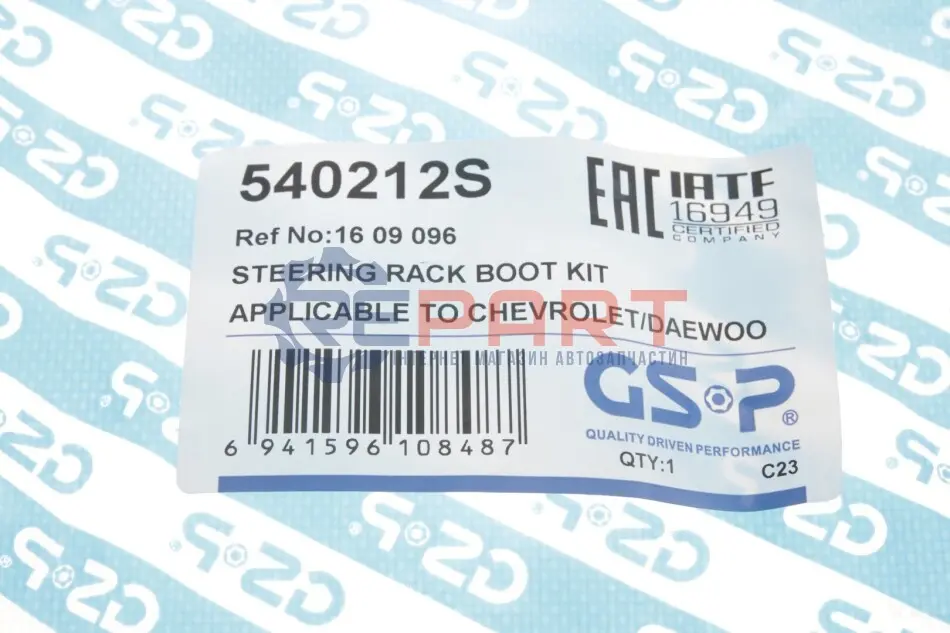 540212S
EAC
IATF
16949
CERTIFIED
COMPANY
Ref No:16 09 096
STEERING RACK BOOT KIT
APPLICABLE TO CHEVROLET/DAEWOO
REPART
ИНТЕРНЕТ МАГАЗИН АВТОЗАПЧАСТИН
6 941596 108487
GSP®
QUALITY DRIVEN PERFORMANCE
QTY:1
C23